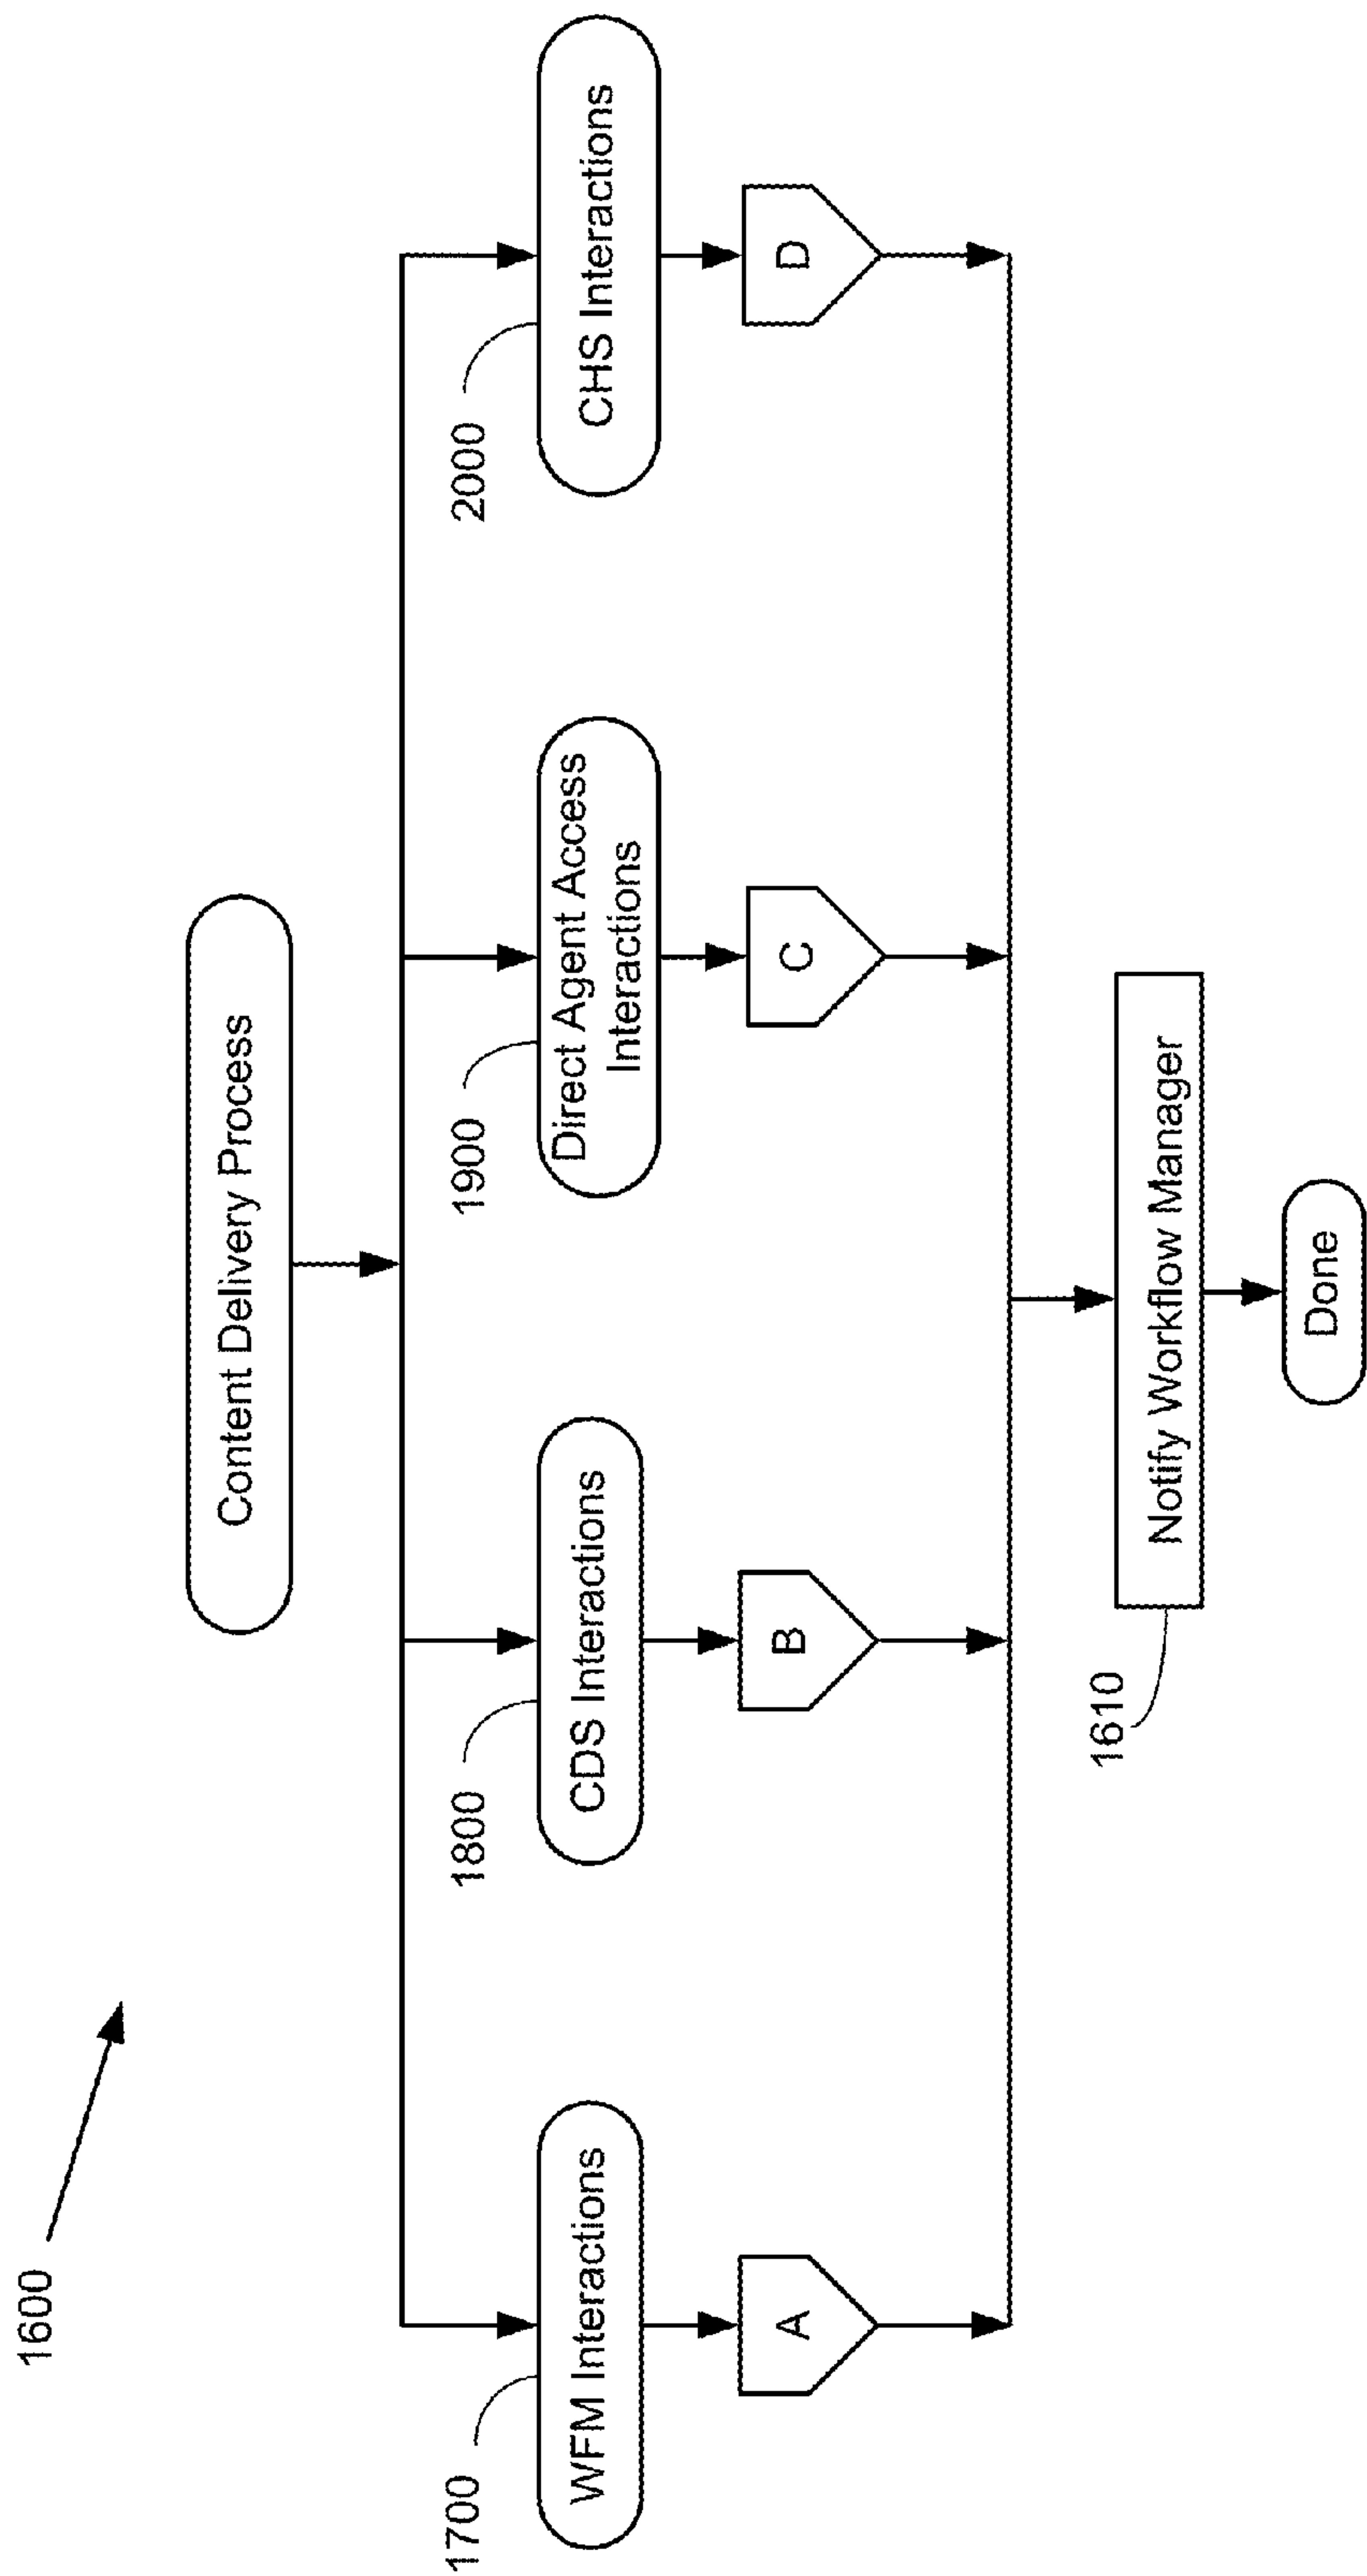 1600
Content Delivery Process
1700
WFM Interactions
A
1800
CDS Interactions
B
1900
Direct Agent Access
Interactions
C
2000
CHS Interactions
D
1610
Notify Workflow Manager
Done